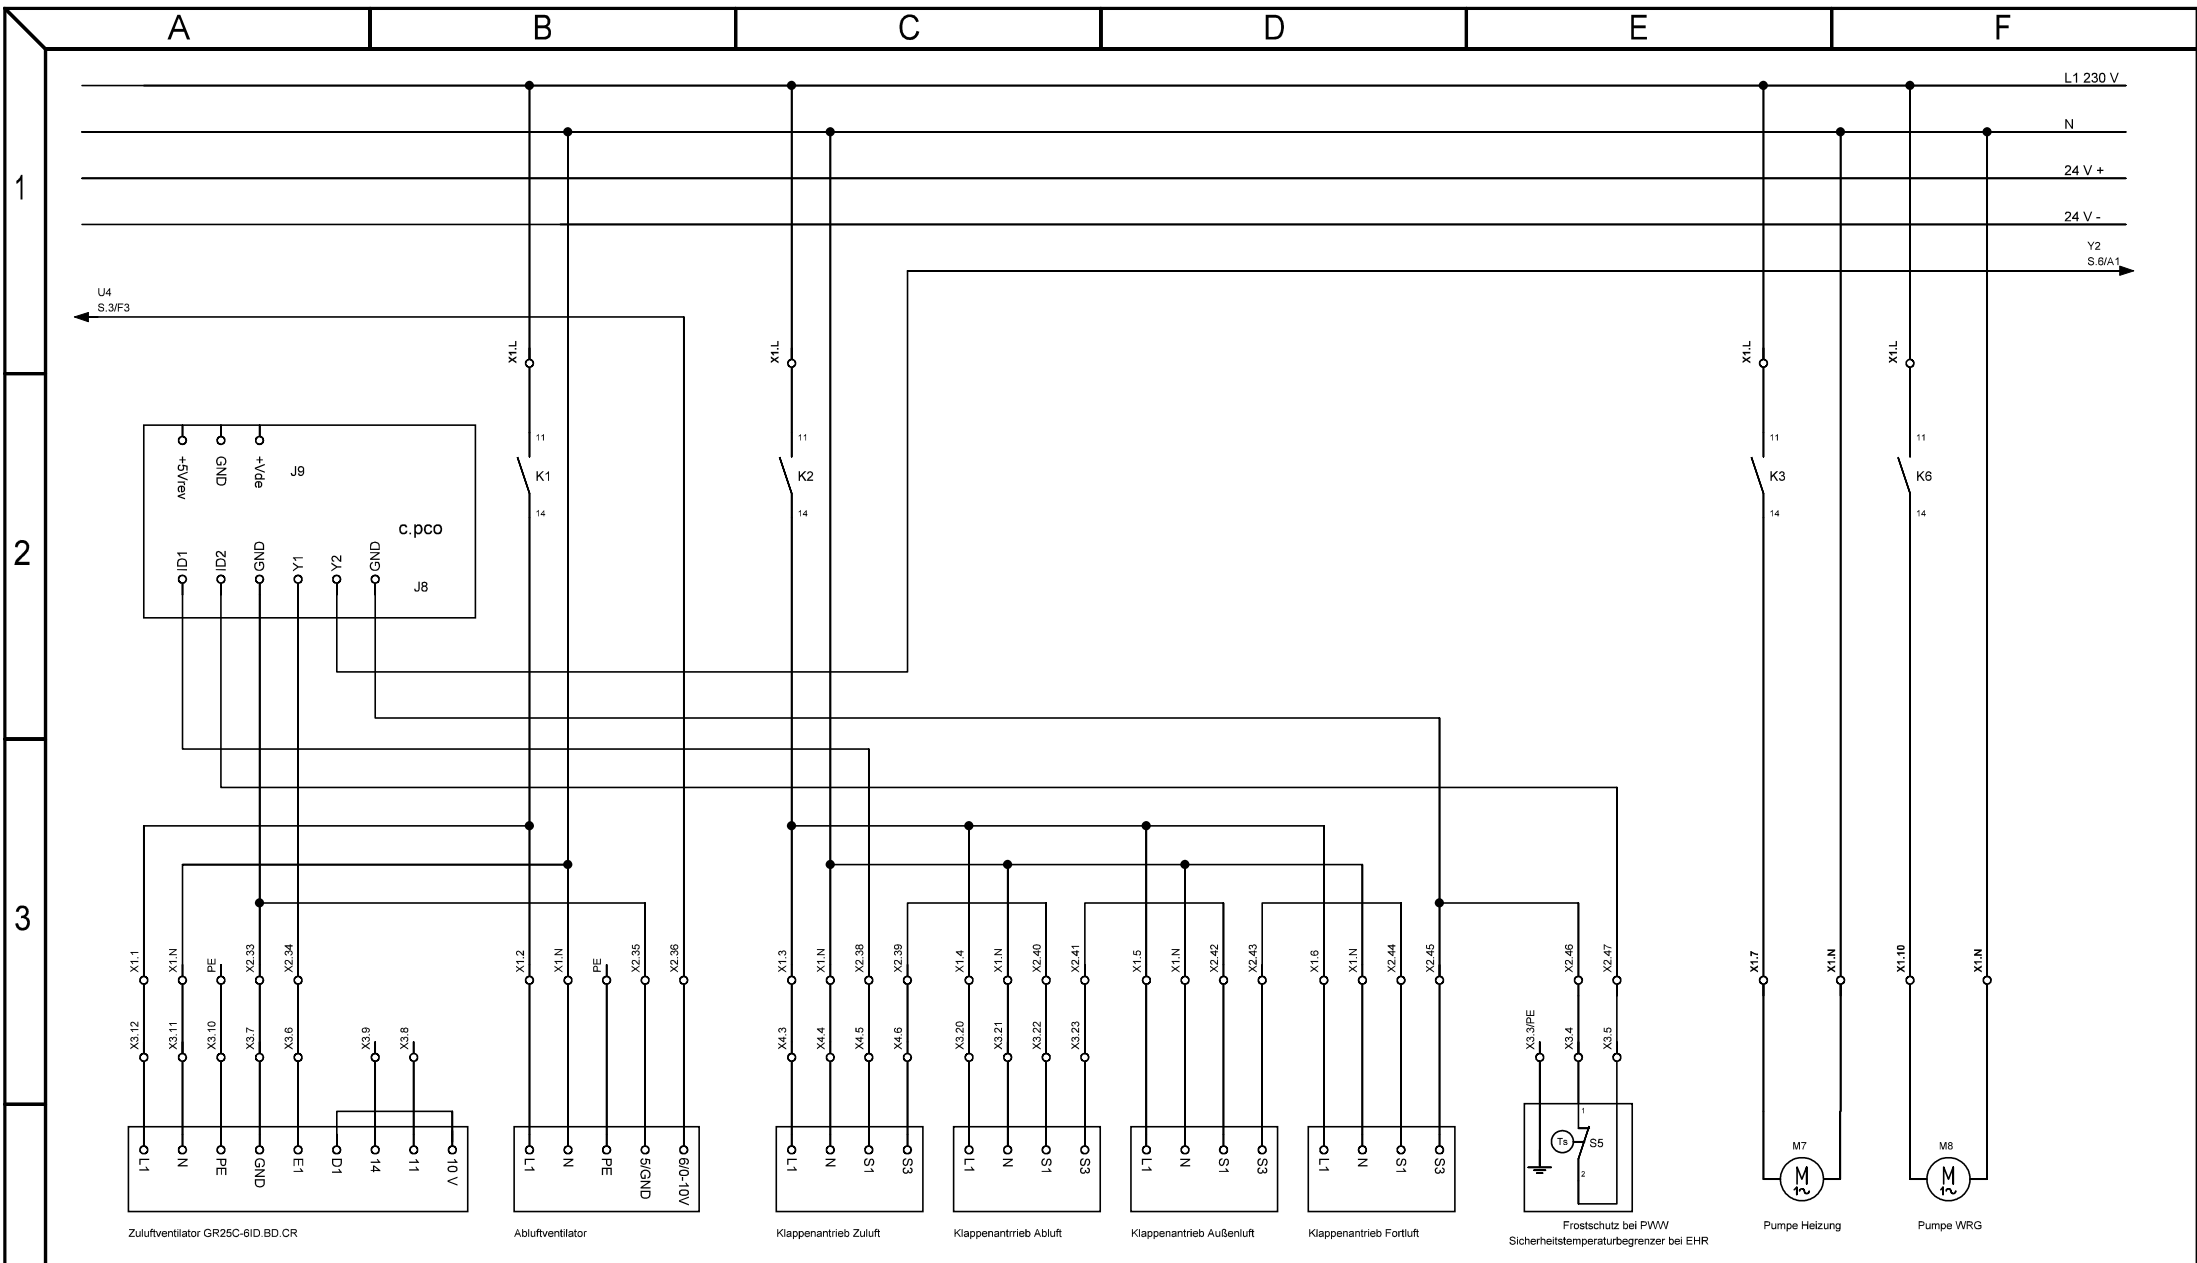 A B C D E F
L1 230 V
N
1
24 V +
24 V -
Y2
S.6/A1
U4
S.3/F3
X1.L X1.L X1.L X1.L
11 11 11 11
+5Vrev GND +Vde J9
K1 K2 K3 K6
14 14 14 14
c.pco
2
ID1 ID2 GND Y1 Y2 GND
J8
3
X1.1 X1.N PE X2.33 X2.34 X1.2 X1.N PE X2.35 X2.36 X1.3 X1.N X2.38 X2.39 X1.4 X1.N X2.40 X2.41 X1.5 X1.N X2.42 X2.43 X1.6 X1.N X2.44 X2.45 X2.46 X2.47 X1.7 X1.N X1.10 X1.N
X3.12 X3.11 X3.10 X3.7 X3.6 X3.9 X3.8 X4.3 X4.4 X4.5 X4.6 X3.20 X3.21 X3.22 X3.23 X3.3/PE X3.4 X3.5
1
Ts S5
2
M7 M8
M M
1~ 1~
L1 N PE GND E1 D1 14 11 10 V L1 N PE 5/GND 6/0-10V L1 N S1 S3 L1 N S1 S3 L1 N S1 S3 L1 N S1 S3
Zuluftventilator GR25C-6ID.BD.CR
Abluftventilator
Klappenantrieb Zuluft
Klappenantrrieb Abluft
Klappenantrieb Außenluft
Klappenantrieb Fortluft
Frostschutz bei PWW
Sicherheitstemperaturbegrenzer bei EHR
Pumpe Heizung
Pumpe WRG